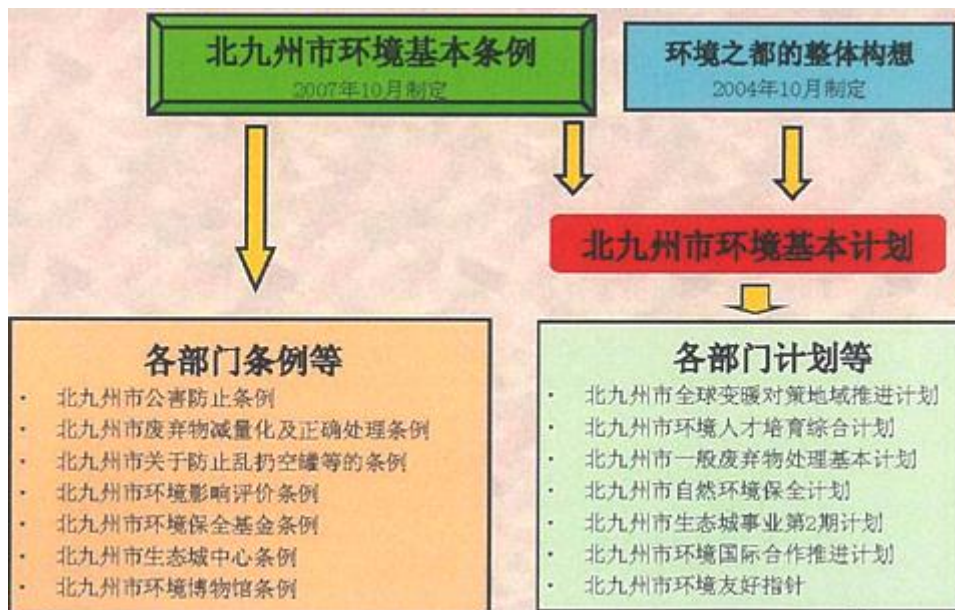 北九州市环境基本条例
2007年10月制定
环境之都的整体构想
2004年10月制定
北九州市环境基本计划
各部门条例等
· 北九州市公害防止条例
· 北九州市废弃物减量化及正确处理条例
· 北九州市关于防止乱扔空罐等的条例
· 北九州市环境影响评价条例
· 北九州市环境保全基金条例
· 北九州市生态城中心条例
· 北九州市环境博物馆条例
各部门计划等
· 北九州市全球变暖对策地域推进计划
· 北九州市环境人才培育综合计划
· 北九州市一般废弃物处理基本计划
· 北九州市自然环境保全计划
· 北九州市生态城事业第2期计划
· 北九州市环境国际合作推进计划
· 北九州市环境友好指针